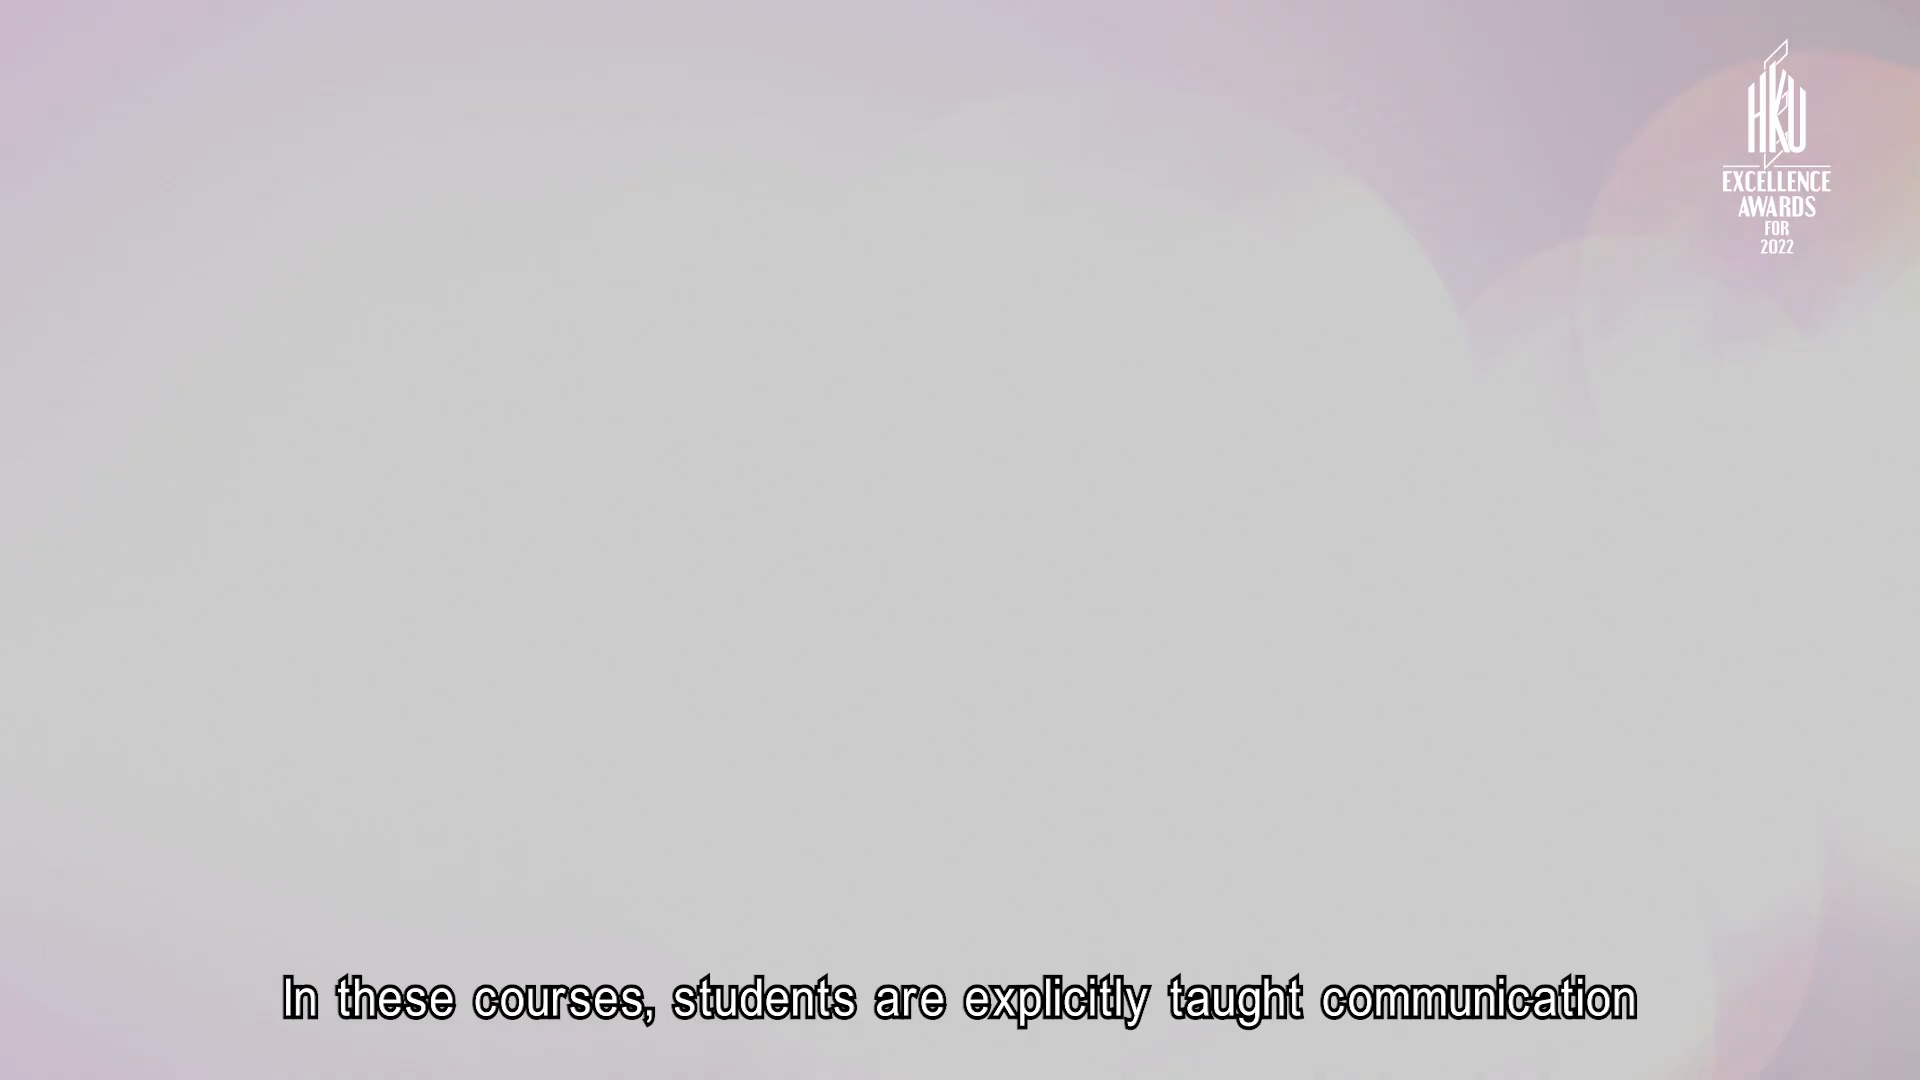 HKU
EXCELLENCE
AWARDS
FOR
2022
In these courses, students are explicitly taught communication